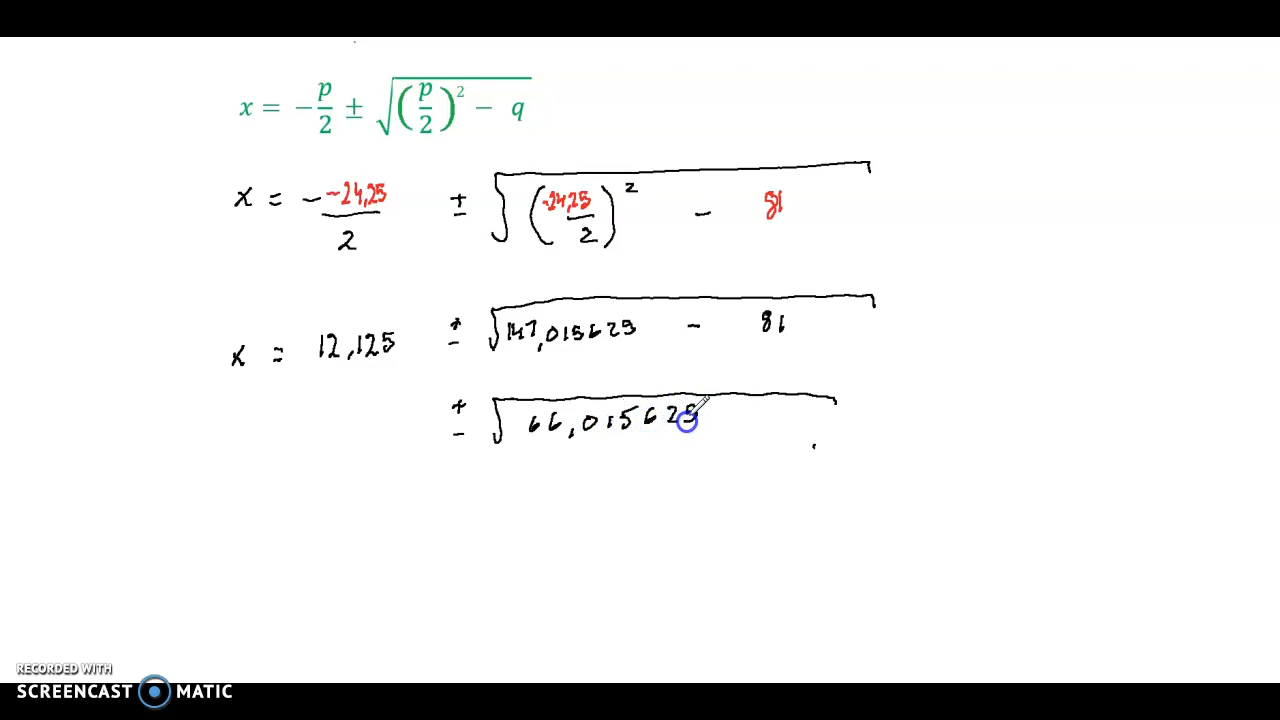 x = −p/2 ± √((p/2)² − q)
x = − -24,25/2 ± √((-24,25/2)² − 81)
x = 12,125 ± √(147,015625 − 81)
± √(66,015625)
RECORDED WITH
SCREENCAST MATIC